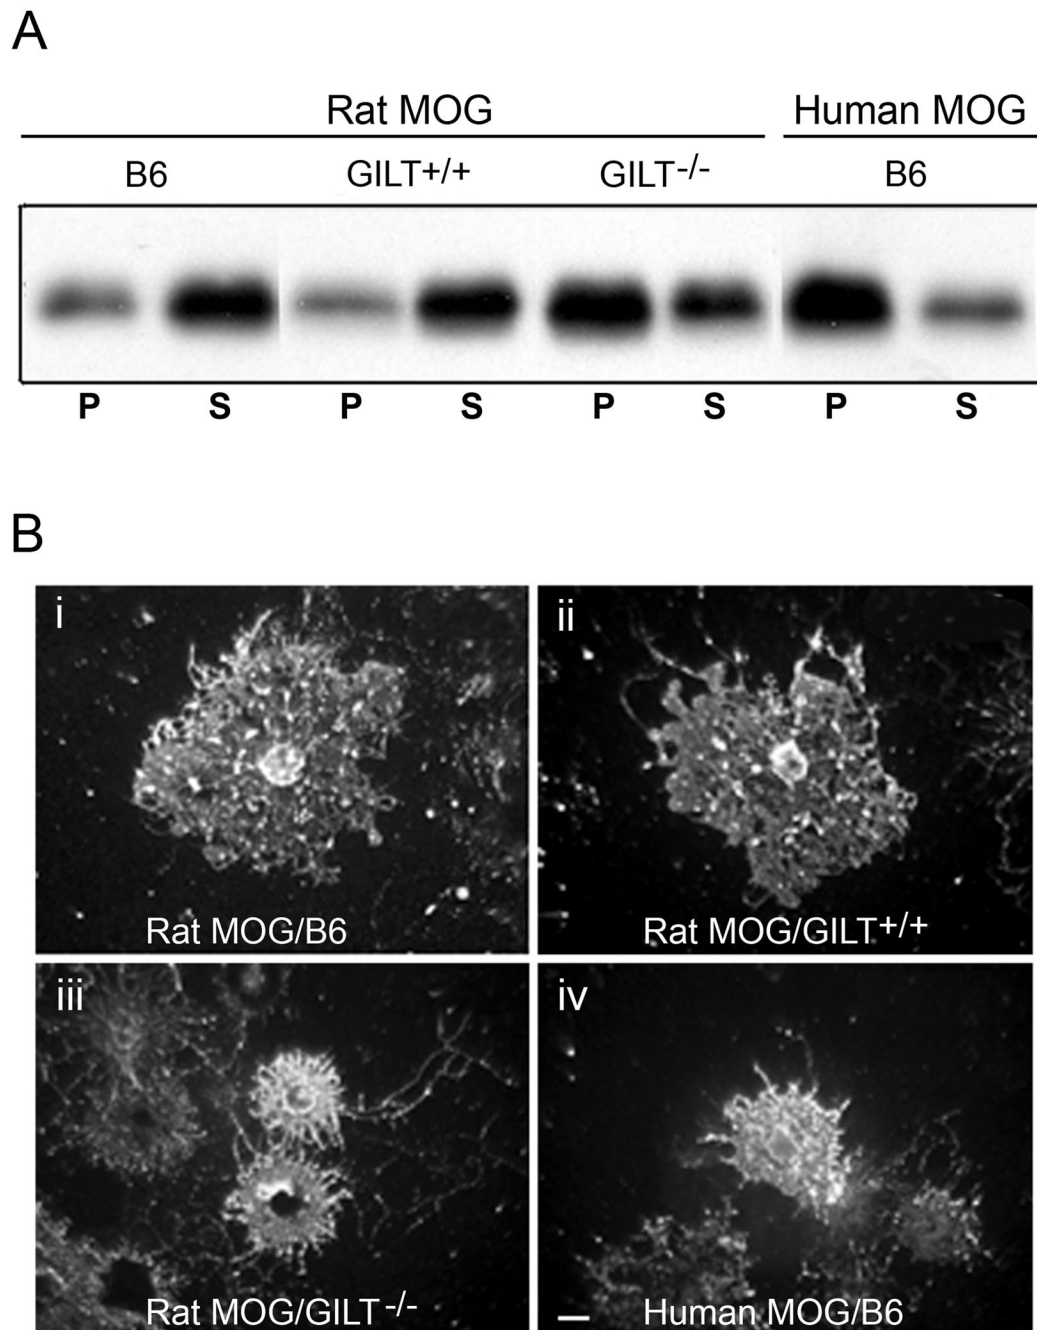 A
Rat MOG Human MOG
B6 GILT+/+ GILT-/- B6
P S P S P S P S
B
i ii
Rat MOG/B6 Rat MOG/GILT+/+
iii iv
Rat MOG/GILT-/- Human MOG/B6